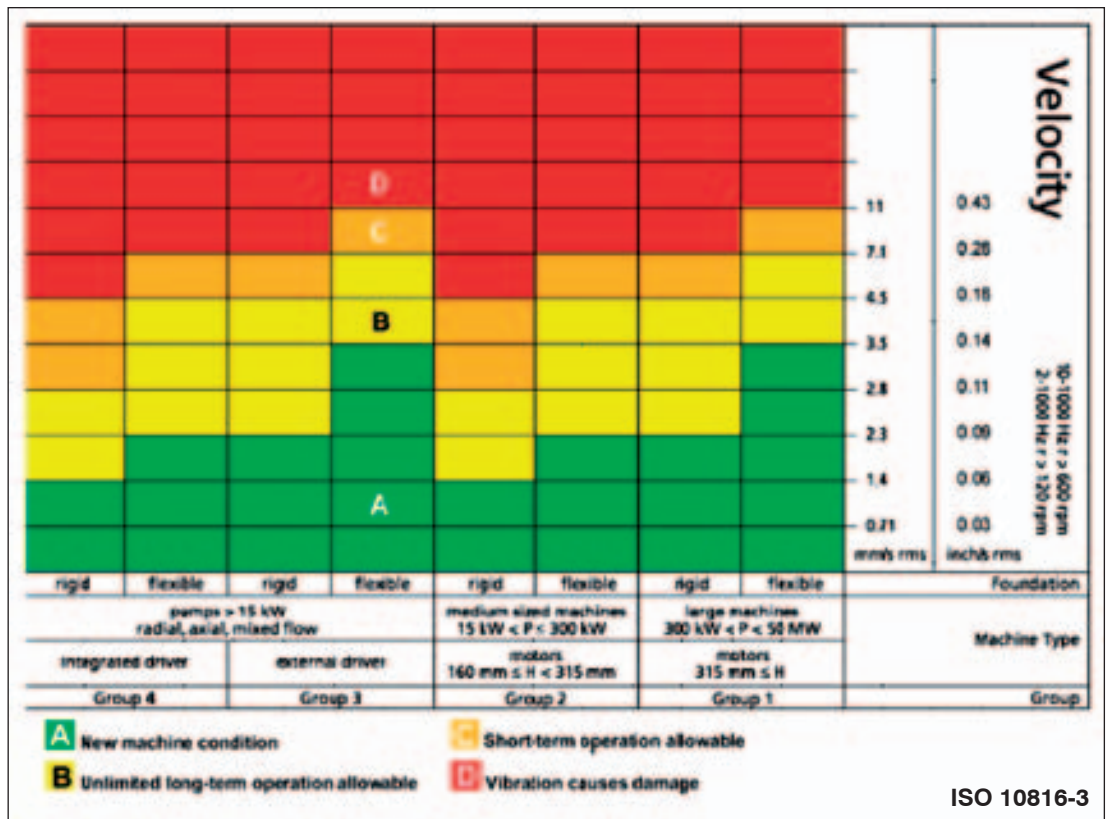 Velocity
10-1000 Hz r > 600 rpm
2-1000 Hz r > 120 rpm
D
11 0.43
C
7.1 0.28
4.5 0.18
B
3.5 0.14
2.8 0.11
2.3 0.09
1.4 0.06
A
0.71 0.03
mm/s rms inch/s rms
rigid flexible rigid flexible rigid flexible rigid flexible Foundation
pumps > 15 kW medium sized machines large machines
radial, axial, mixed flow 15 kW < P ≤ 300 kW 300 kW < P < 50 MW
Machine Type
integrated driver external driver motors motors
160 mm ≤ H < 315 mm 315 mm ≤ H
Group 4 Group 3 Group 2 Group 1 Group
A New machine condition C Short-term operation allowable
B Unlimited long-term operation allowable D Vibration causes damage
ISO 10816-3